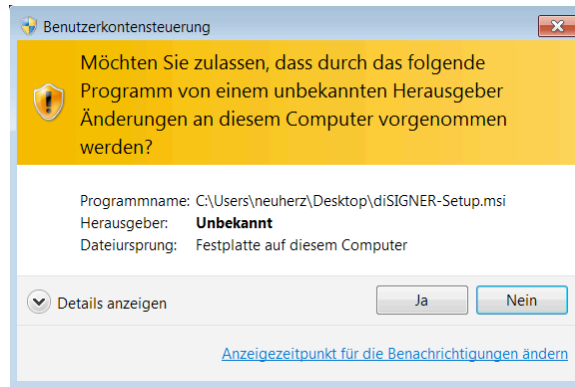 Benutzerkontensteuerung
Möchten Sie zulassen, dass durch das folgende
Programm von einem unbekannten Herausgeber
Änderungen an diesem Computer vorgenommen
werden?
Programmname: C:\Users\neuherz\Desktop\diSIGNER-Setup.msi
Herausgeber: Unbekannt
Dateiursprung: Festplatte auf diesem Computer
Details anzeigen
Ja
Nein
Anzeigezeitpunkt für die Benachrichtigungen ändern